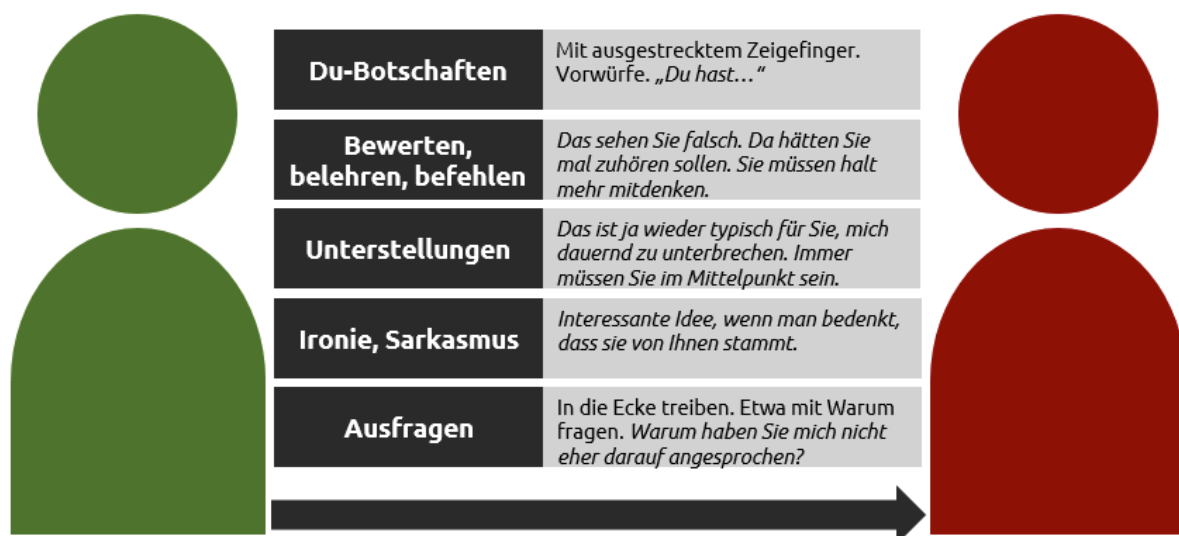 Du-Botschaften
Mit ausgestrecktem Zeigefinger.
Vorwürfe. „Du hast…“
Bewerten,
belehren, befehlen
Das sehen Sie falsch. Da hätten Sie
mal zuhören sollen. Sie müssen halt
mehr mitdenken.
Unterstellungen
Das ist ja wieder typisch für Sie, mich
dauernd zu unterbrechen. Immer
müssen Sie im Mittelpunkt sein.
Ironie, Sarkasmus
Interessante Idee, wenn man bedenkt,
dass sie von Ihnen stammt.
Ausfragen
In die Ecke treiben. Etwa mit Warum
fragen. Warum haben Sie mich nicht
eher darauf angesprochen?